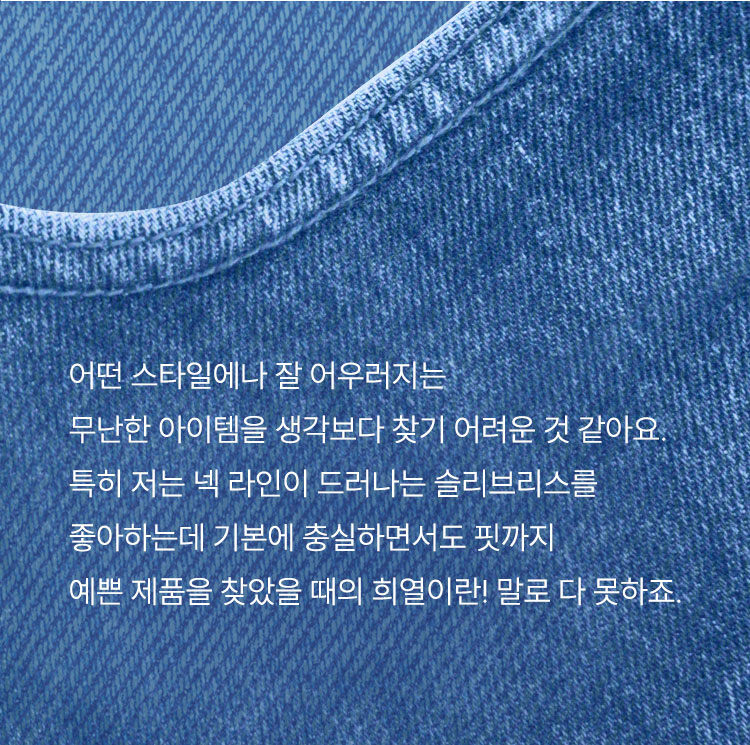 어떤 스타일에나 잘 어우러지는
무난한 아이템을 생각보다 찾기 어려운 것 같아요.
특히 저는 넥 라인이 드러나는 슬리브리스를
좋아하는데 기본에 충실하면서도 핏까지
예쁜 제품을 찾았을 때의 희열이란! 말로 다 못하죠.